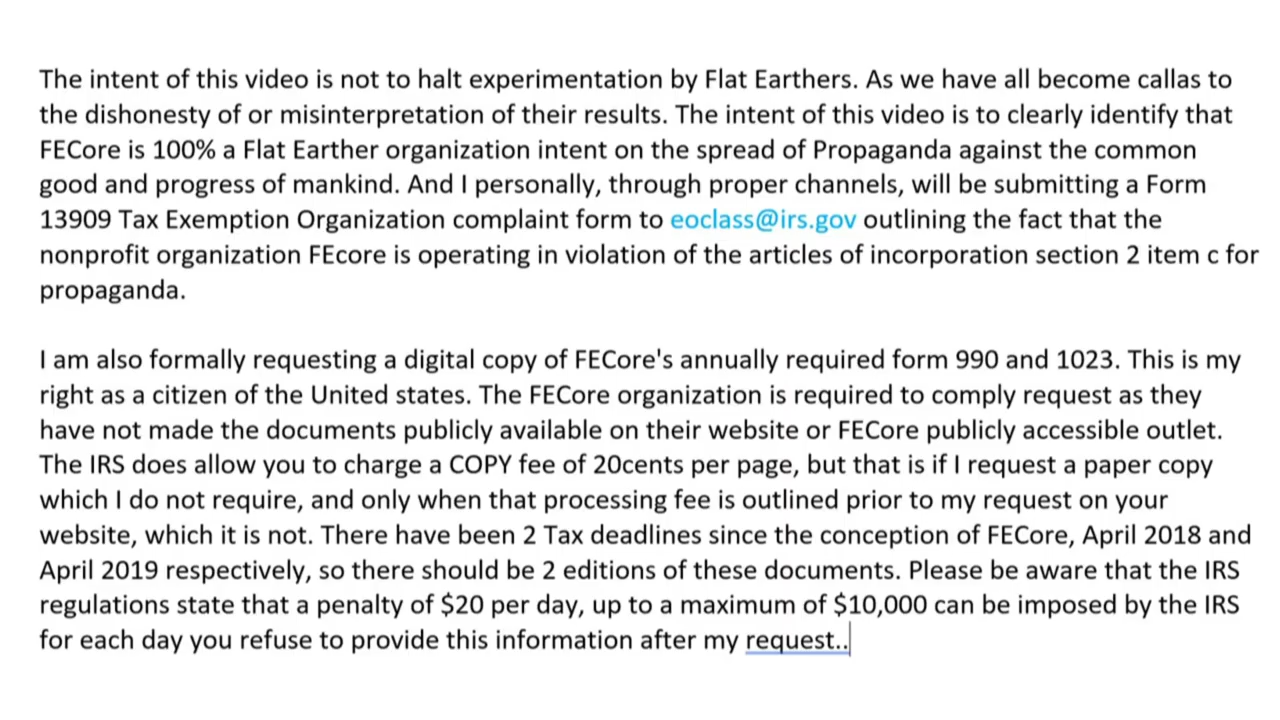 The intent of this video is not to halt experimentation by Flat Earthers. As we have all become callas to
the dishonesty of or misinterpretation of their results. The intent of this video is to clearly identify that
FECore is 100% a Flat Earther organization intent on the spread of Propaganda against the common
good and progress of mankind. And I personally, through proper channels, will be submitting a Form
13909 Tax Exemption Organization complaint form to eoclass@irs.gov outlining the fact that the
nonprofit organization FEcore is operating in violation of the articles of incorporation section 2 item c for
propaganda.
I am also formally requesting a digital copy of FECore's annually required form 990 and 1023. This is my
right as a citizen of the United states. The FECore organization is required to comply request as they
have not made the documents publicly available on their website or FECore publicly accessible outlet.
The IRS does allow you to charge a COPY fee of 20cents per page, but that is if I request a paper copy
which I do not require, and only when that processing fee is outlined prior to my request on your
website, which it is not. There have been 2 Tax deadlines since the conception of FECore, April 2018 and
April 2019 respectively, so there should be 2 editions of these documents. Please be aware that the IRS
regulations state that a penalty of $20 per day, up to a maximum of $10,000 can be imposed by the IRS
for each day you refuse to provide this information after my request..